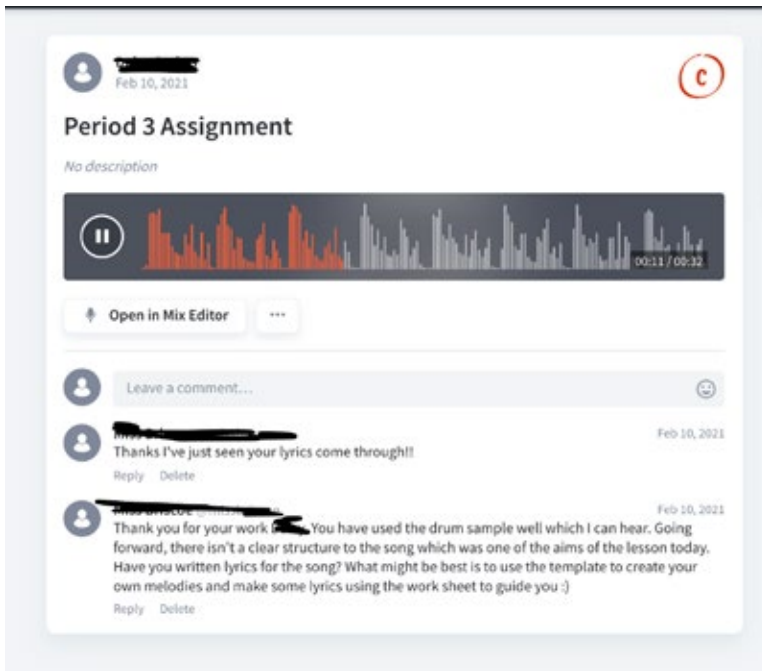 Feb 10, 2021
C
Period 3 Assignment
No description
00:11 / 00:32
Open in Mix Editor
Leave a comment...
Feb 10, 2021
Thanks I've just seen your lyrics come through!!
Reply Delete
Feb 10, 2021
Thank you for your work You have used the drum sample well which I can hear. Going
forward, there isn't a clear structure to the song which was one of the aims of the lesson today.
Have you written lyrics for the song? What might be best is to use the template to create your
own melodies and make some lyrics using the work sheet to guide you :)
Reply Delete